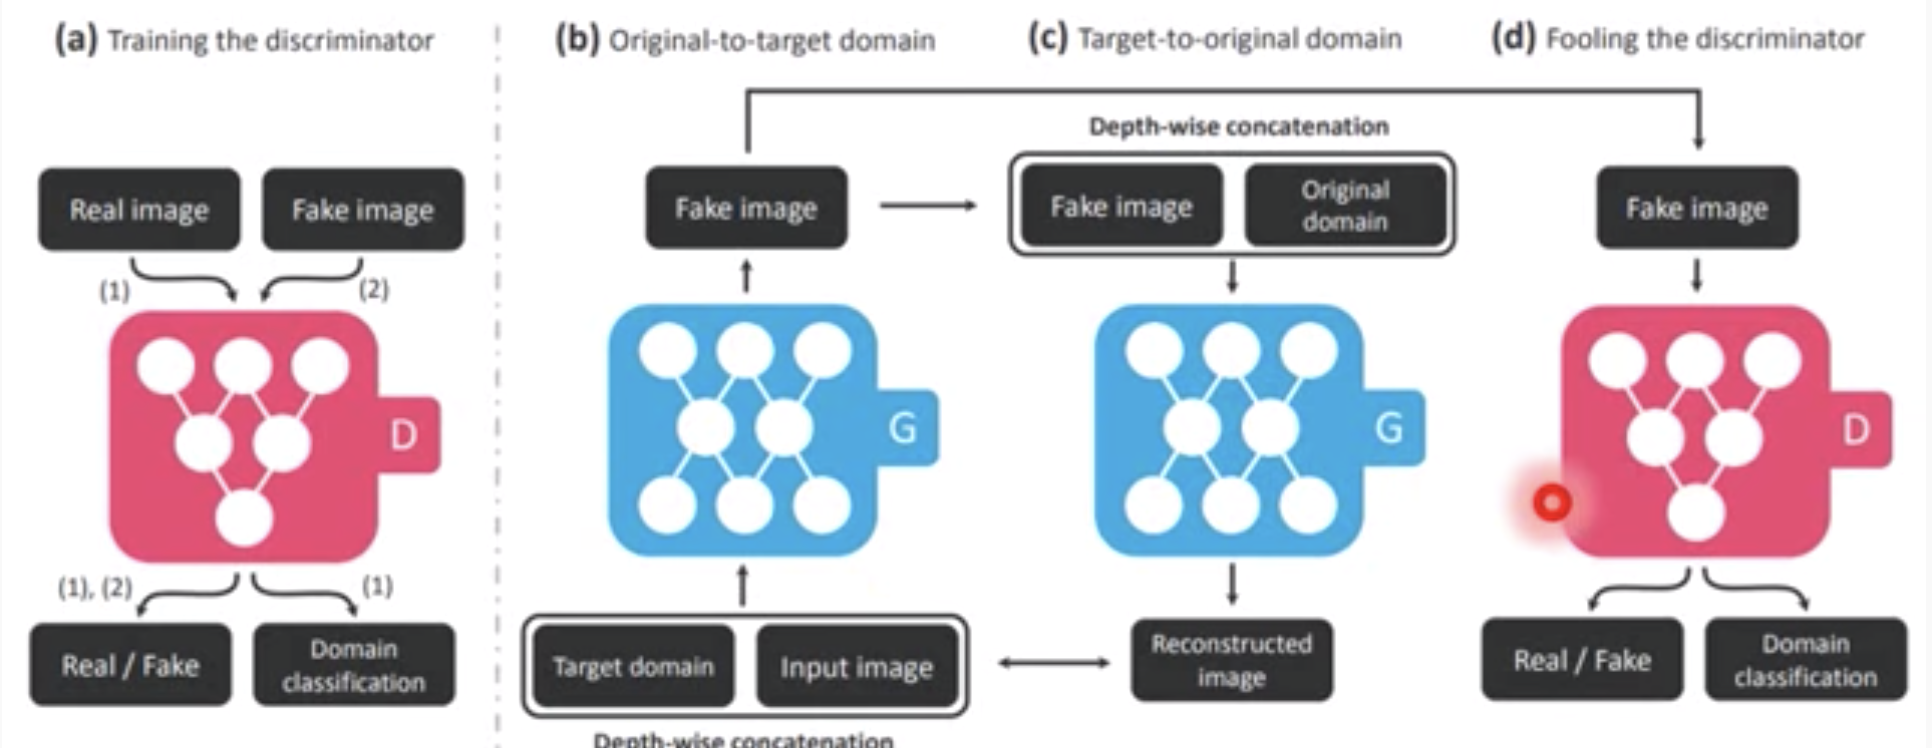 (a) Training the discriminator
(b) Original-to-target domain
(c) Target-to-original domain
(d) Fooling the discriminator
Depth-wise concatenation
Real image
Fake image
Fake image
Fake image
Original
domain
Fake image
(1)
(2)
D
G
G
D
(1), (2)
(1)
Real / Fake
Domain
classification
Target domain
Input image
Reconstructed
image
Real / Fake
Domain
classification
Depth-wise concatenation